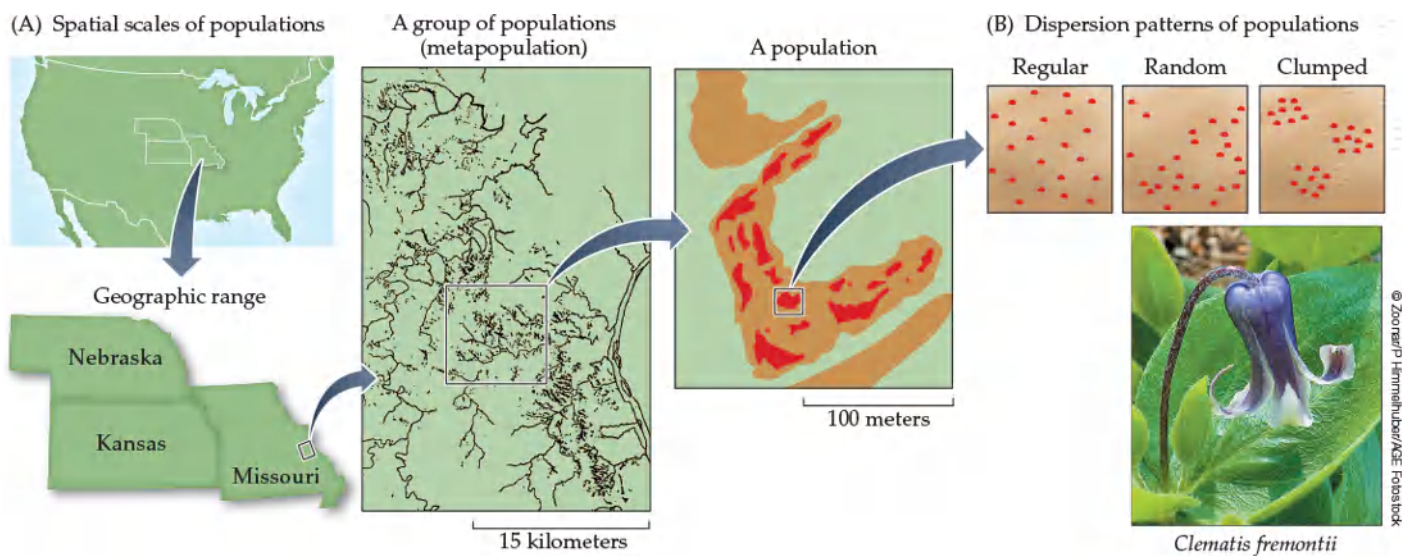 (A) Spatial scales of populations
A group of populations
(metapopulation)
A population
(B) Dispersion patterns of populations
Regular
Random
Clumped
Geographic range
Nebraska
Kansas
Missouri
15 kilometers
100 meters
© Zoonar/P Himmelhuber/AGE Fotostock
Clematis fremontii